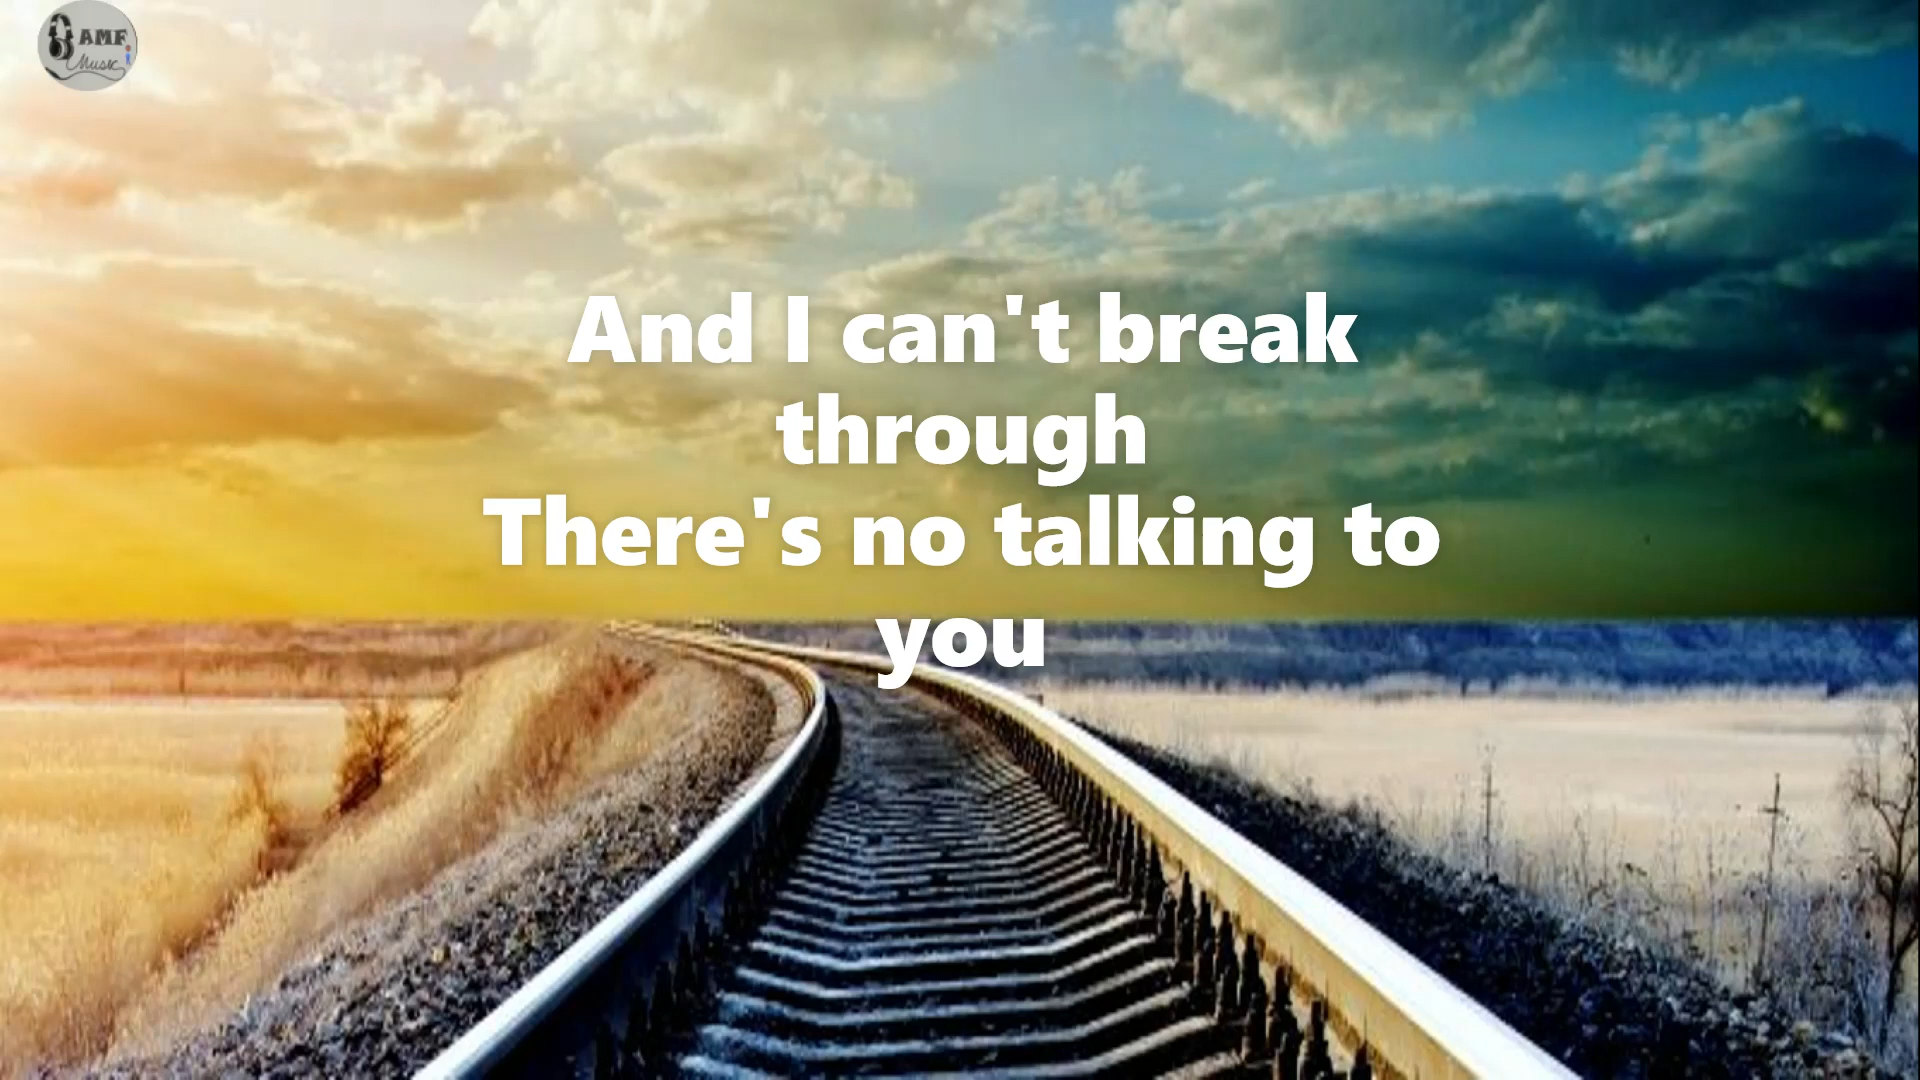 AMF
Music
And I can't break
through
There's no talking to
you